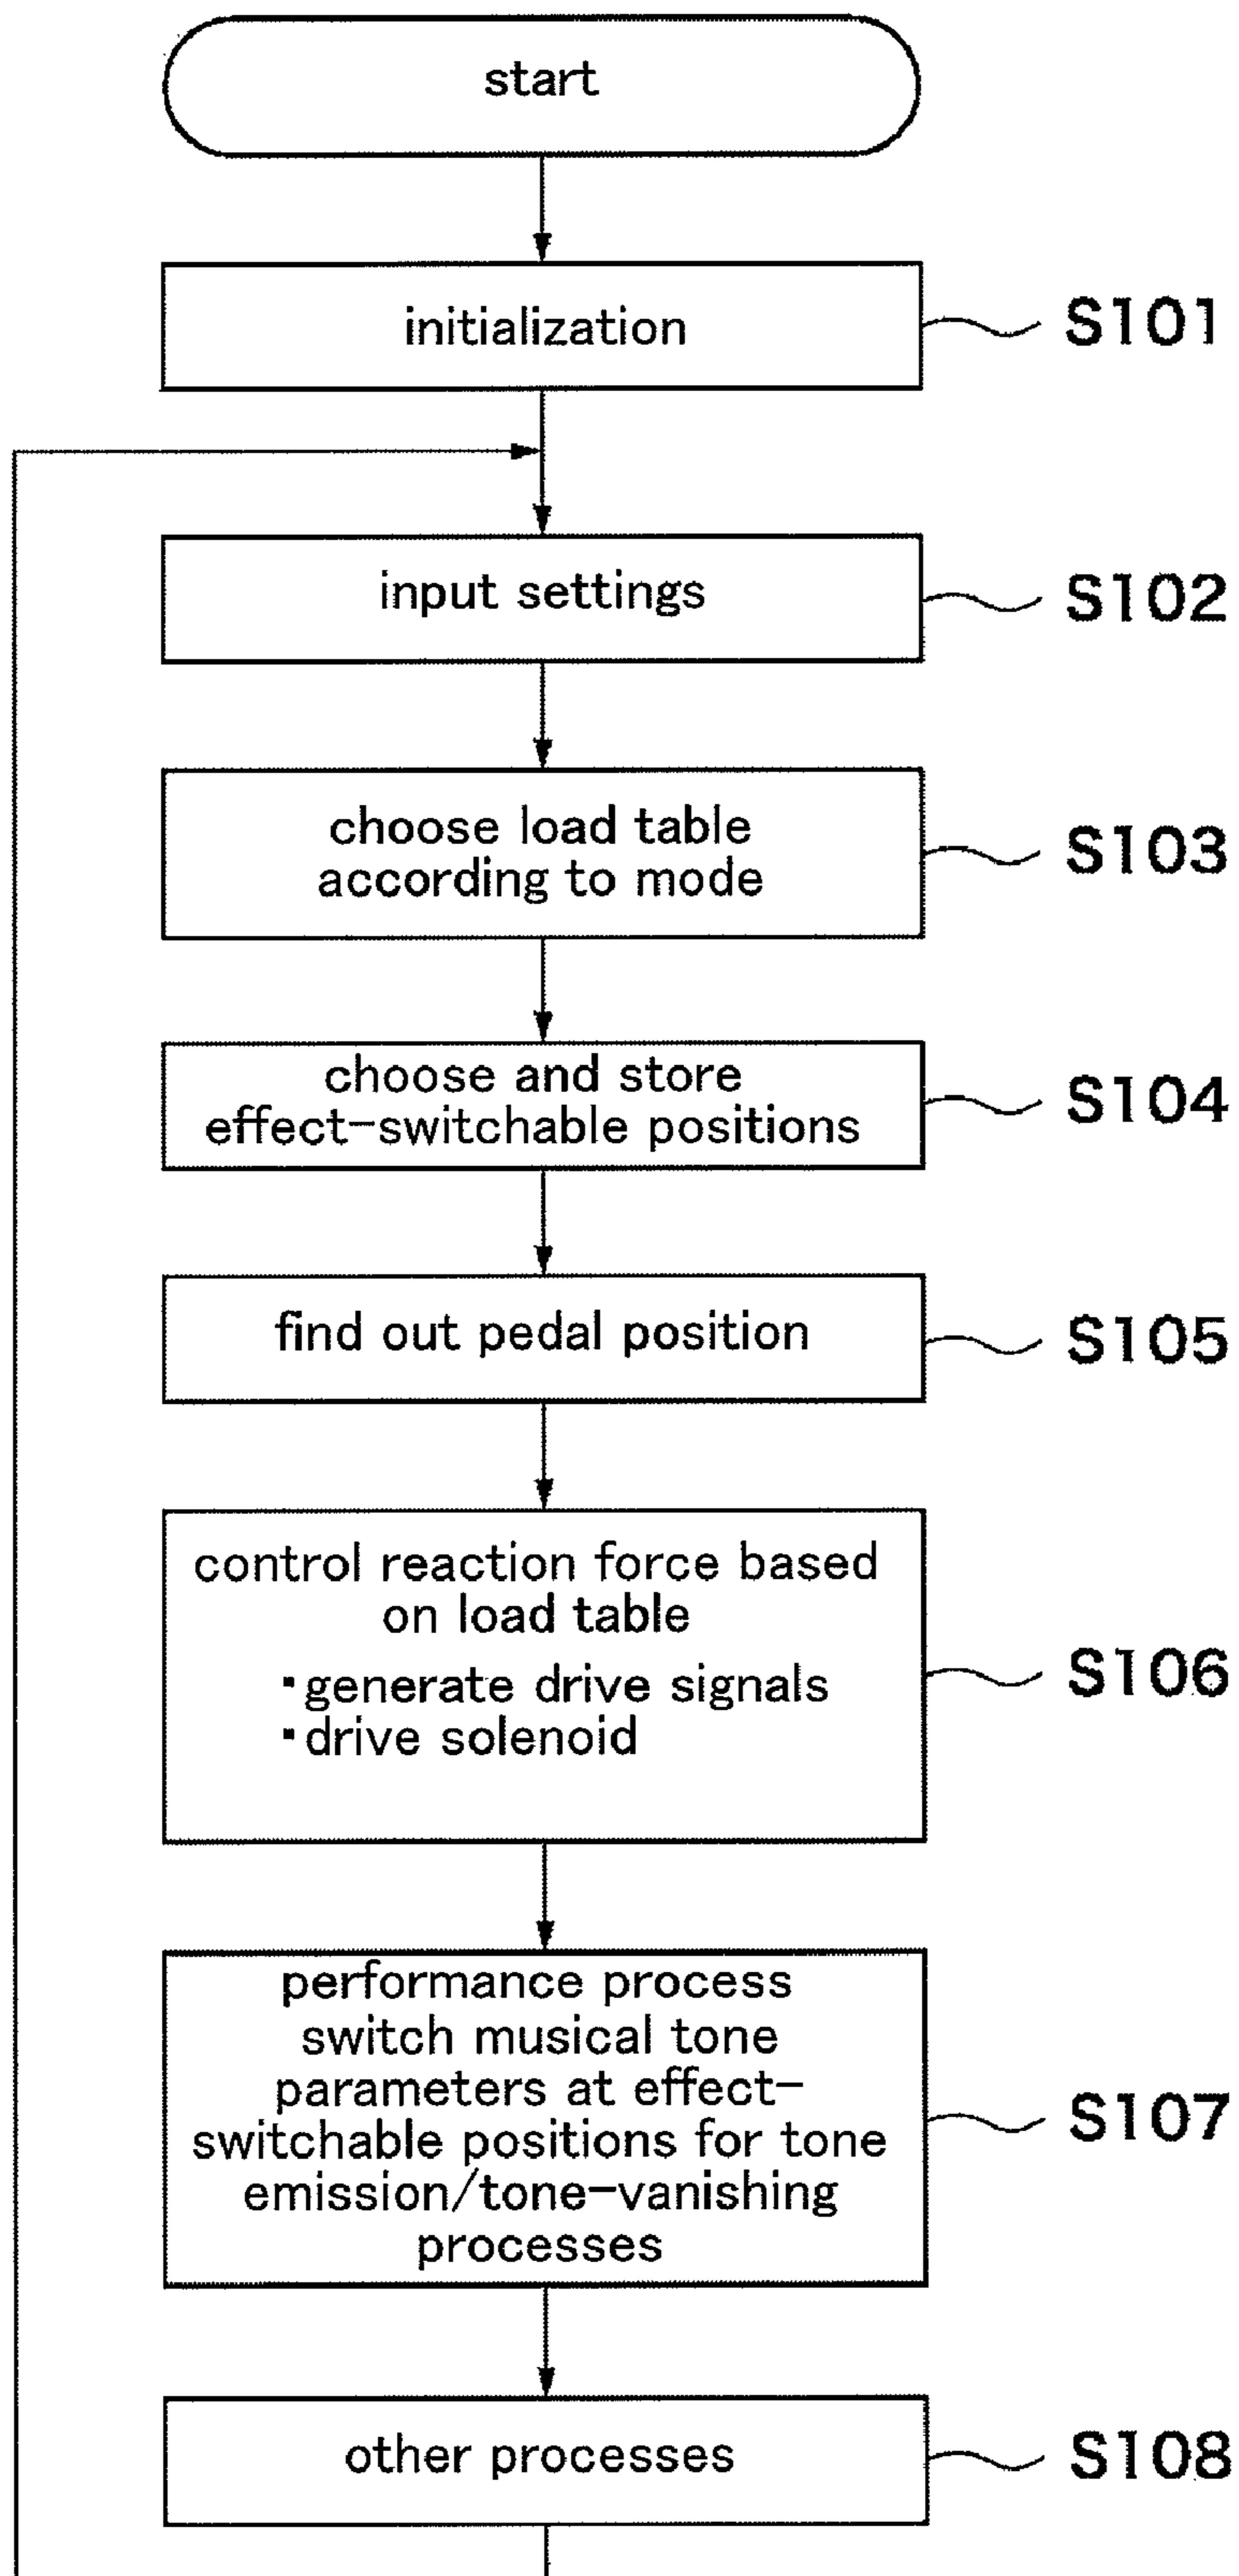 start
initialization
S101
input settings
S102
choose load table
according to mode
S103
choose and store
effect-switchable positions
S104
find out pedal position
S105
control reaction force based
on load table
▪generate drive signals
▪drive solenoid
S106
performance process
switch musical tone
parameters at effect-
switchable positions for tone
emission/tone-vanishing
processes
S107
other processes
S108